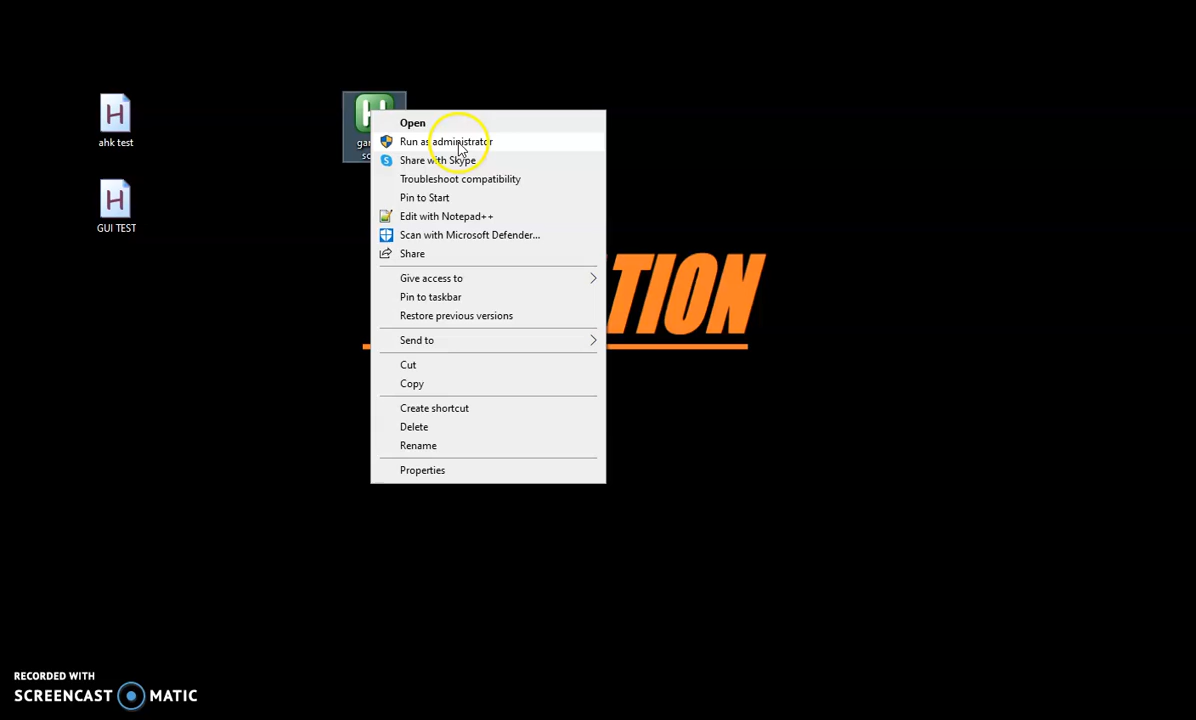 ahk test
GUI TEST
Open
Run as administrator
Share with Skype
Troubleshoot compatibility
Pin to Start
Edit with Notepad++
Scan with Microsoft Defender...
Share
Give access to
Pin to taskbar
Restore previous versions
Send to
Cut
Copy
Create shortcut
Delete
Rename
Properties
TION
RECORDED WITH
SCREENCAST MATIC